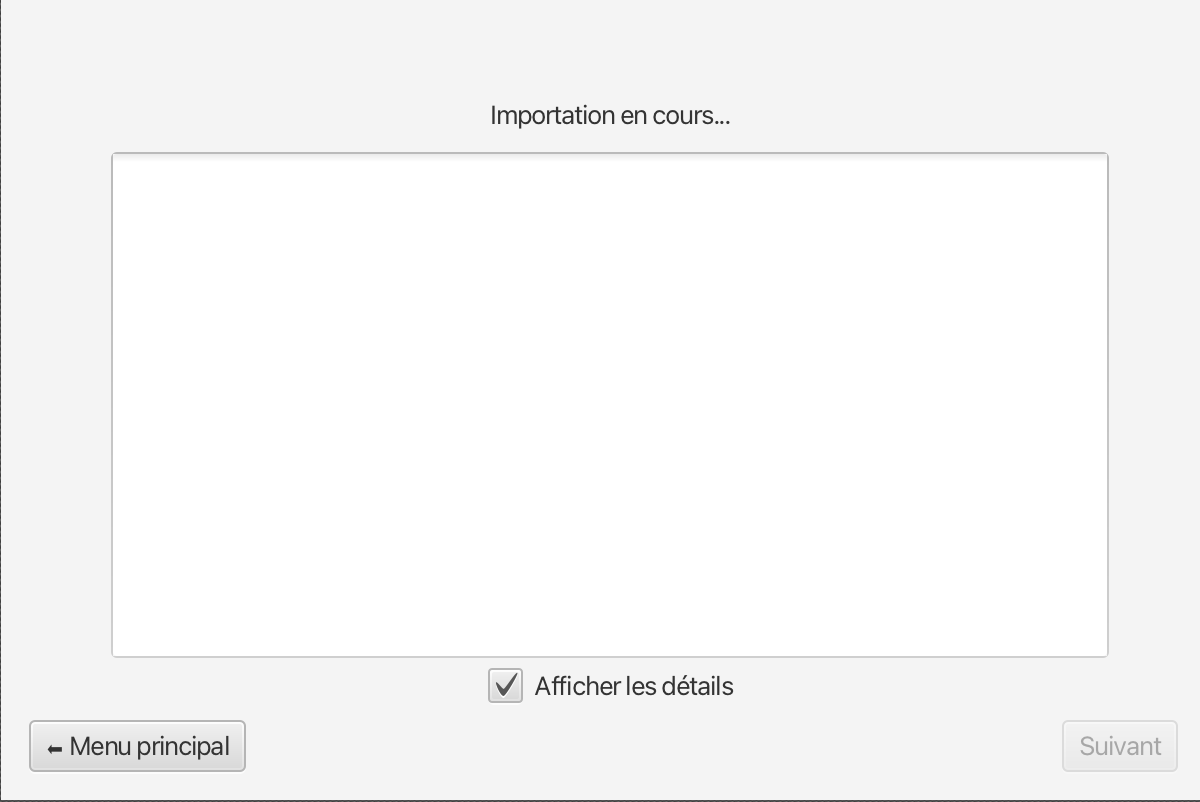 Importation en cours...
Afficher les détails
⬅ Menu principal
Suivant